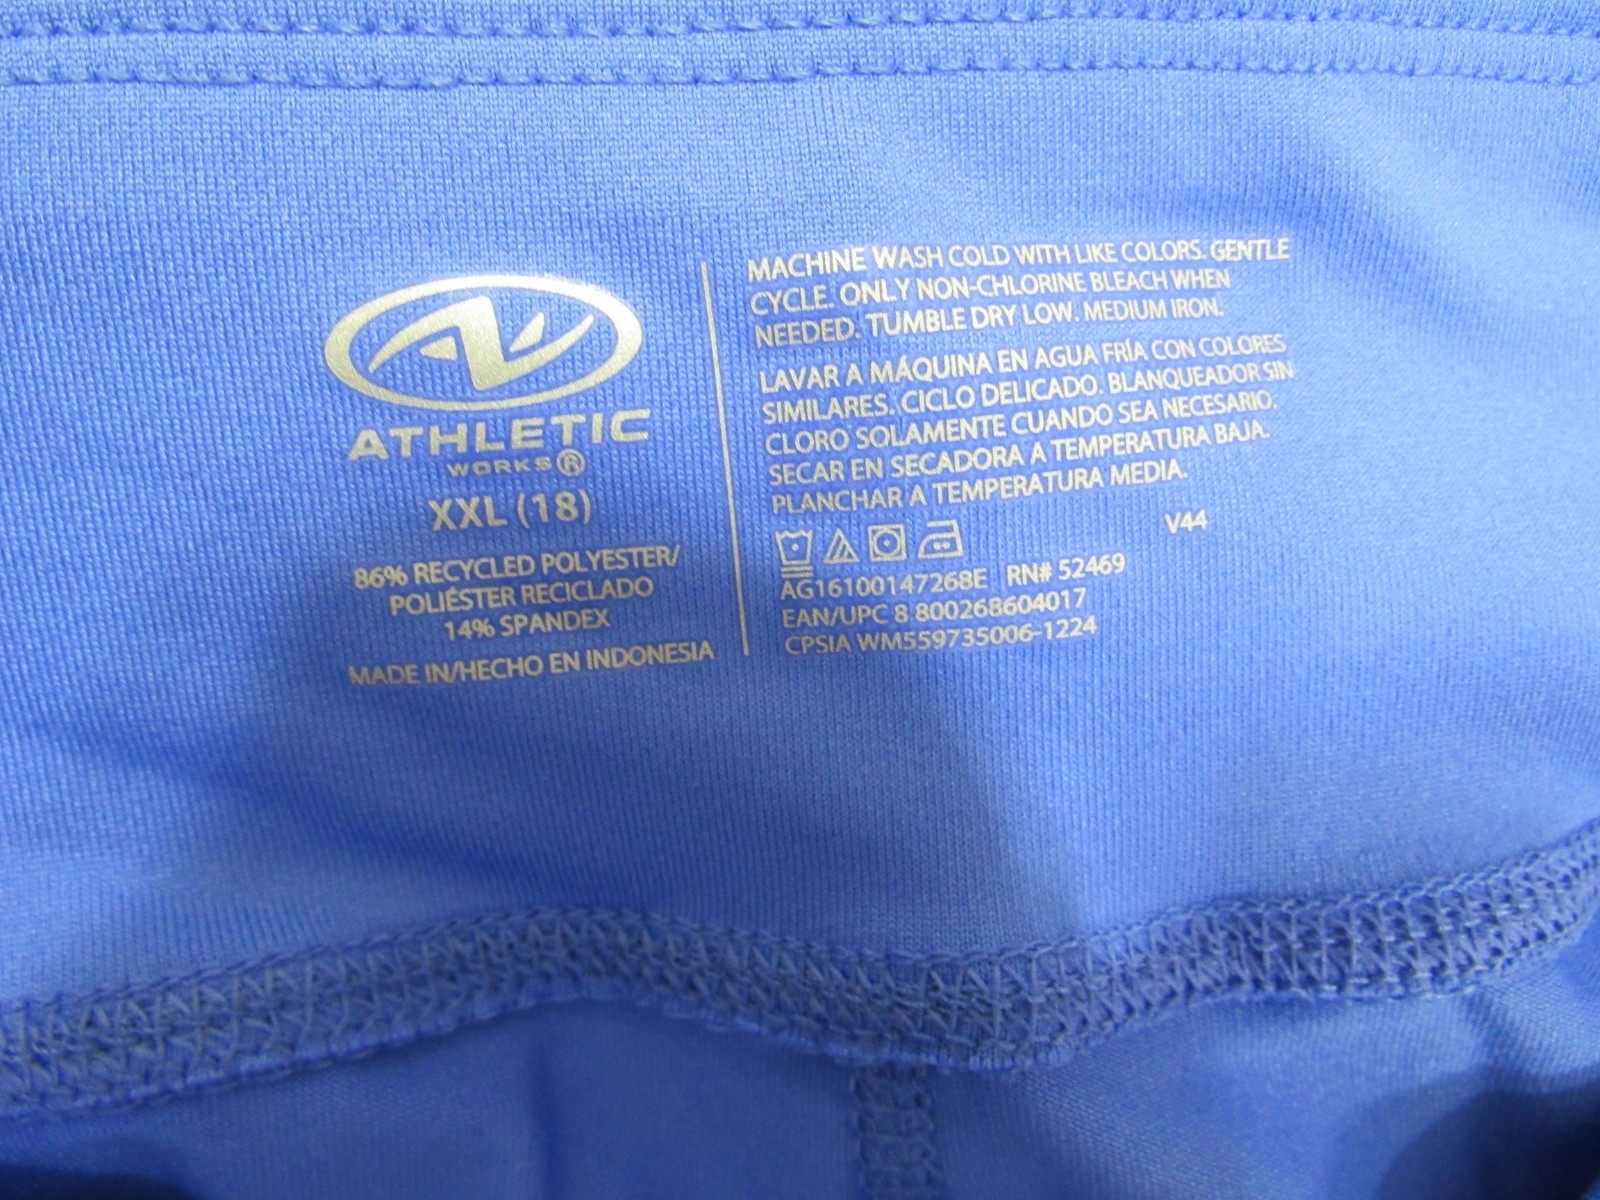 ATHLETIC
WORKS®
XXL (18)
86% RECYCLED POLYESTER/
POLIÉSTER RECICLADO
14% SPANDEX
MADE IN/HECHO EN INDONESIA
MACHINE WASH COLD WITH LIKE COLORS. GENTLE
CYCLE. ONLY NON-CHLORINE BLEACH WHEN
NEEDED. TUMBLE DRY LOW. MEDIUM IRON.
LAVAR A MÁQUINA EN AGUA FRÍA CON COLORES
SIMILARES. CICLO DELICADO. BLANQUEADOR SIN
CLORO SOLAMENTE CUANDO SEA NECESARIO.
SECAR EN SECADORA A TEMPERATURA BAJA.
PLANCHAR A TEMPERATURA MEDIA.
V44
AG16100147268E RN# 52469
EAN/UPC 8 800268604017
CPSIA WM559735006-1224